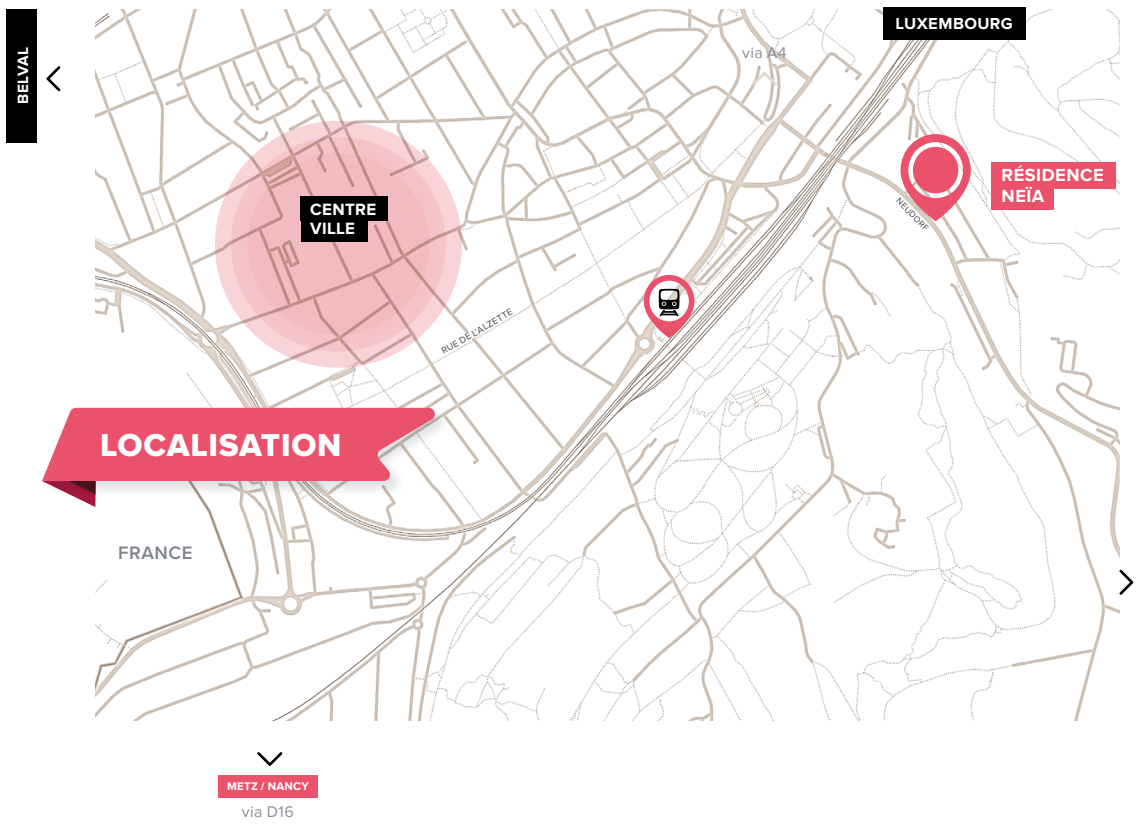 LUXEMBOURG
BELVAL
via A4
RÉSIDENCE
NEÏA
NEUDORF
CENTRE
VILLE
RUE DE L'ALZETTE
LOCALISATION
FRANCE
METZ / NANCY
via D16